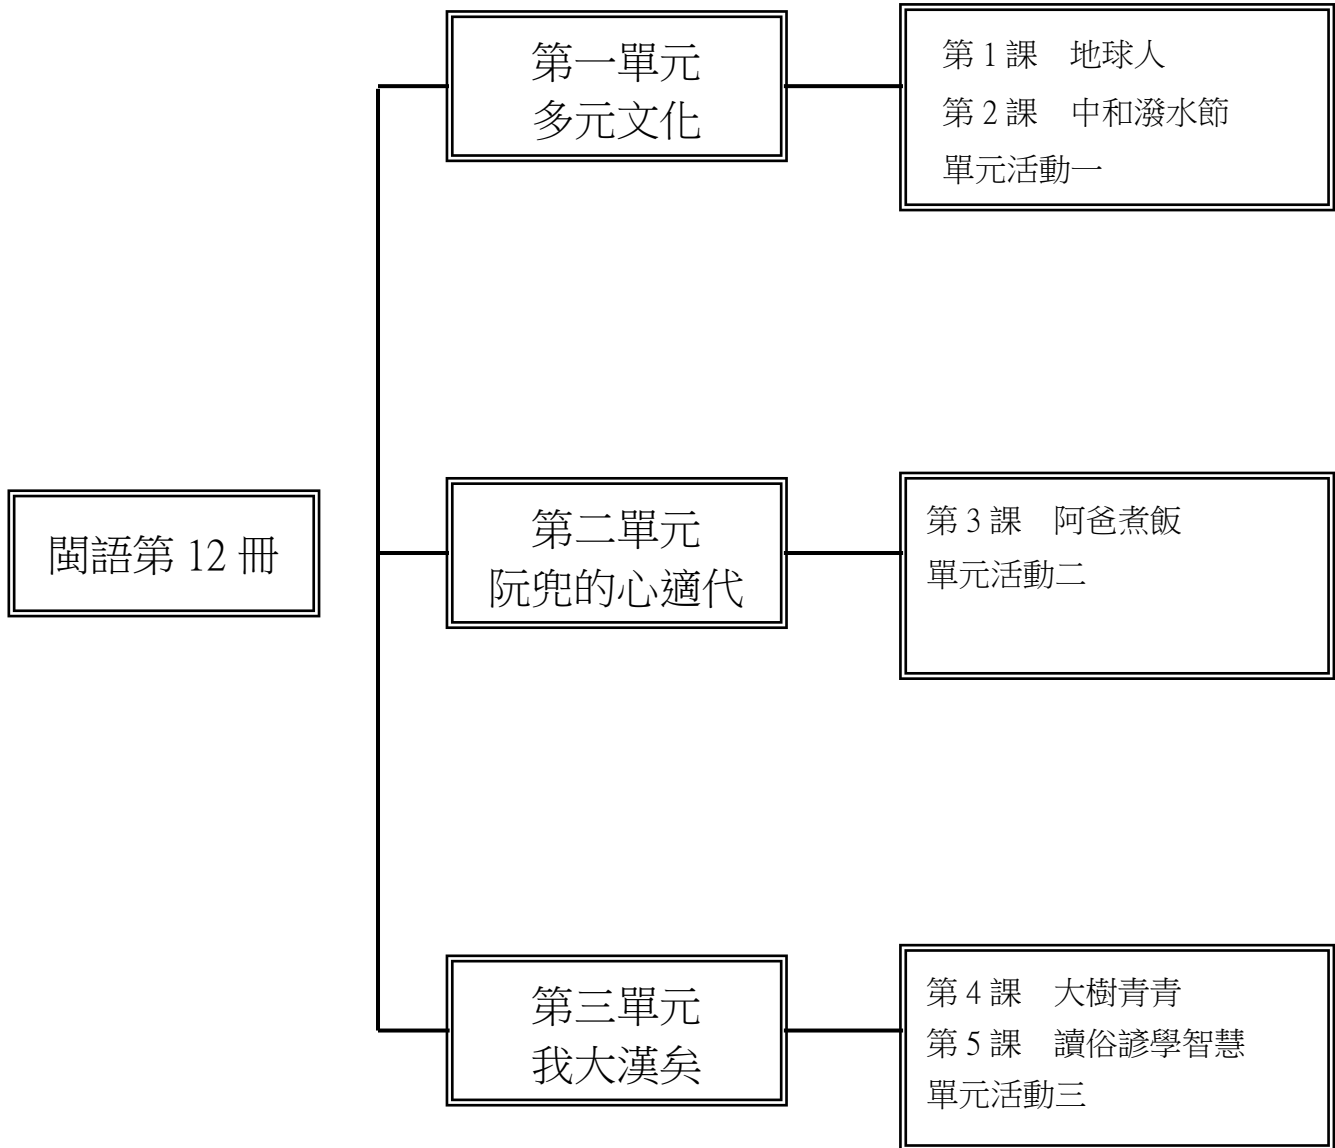 閩語第 12 冊
第一單元
多元文化
第 1 課　地球人
第 2 課　中和潑水節
單元活動一
第二單元
阮兜的心適代
第 3 課　阿爸煮飯
單元活動二
第三單元
我大漢矣
第 4 課　大樹青青
第 5 課　讀俗諺學智慧
單元活動三